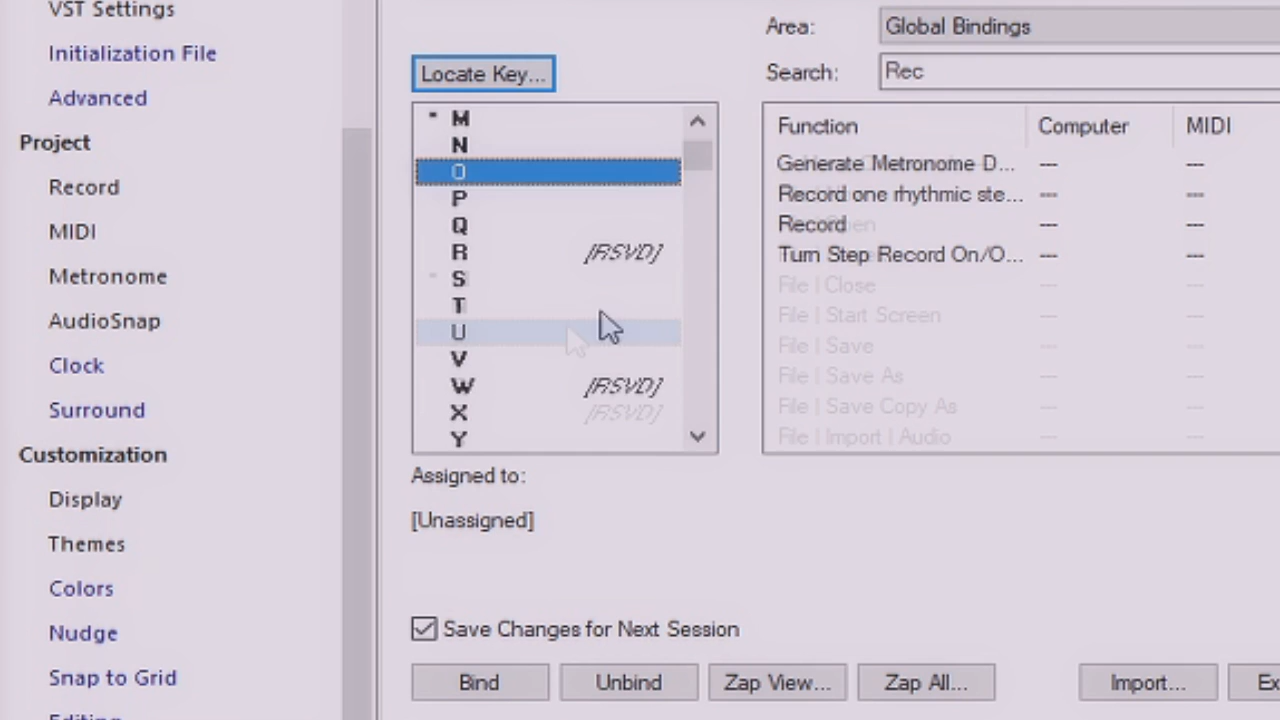 VST Settings
Initialization File
Advanced
Project
Record
MIDI
Metronome
AudioSnap
Clock
Surround
Customization
Display
Themes
Colors
Nudge
Snap to Grid
Editing
Area: Global Bindings
Locate Key...
Search: Rec
" M
N
O
P
Q
R [RSVD]
" S
T
U
V
W [RSVD]
X [RSVD]
Y
Function Computer MIDI
Generate Metronome D... --- ---
Record one rhythmic ste... --- ---
Record --- ---
Turn Step Record On/O... --- ---
File | Close --- ---
File | Start Screen --- ---
File | Save --- ---
File | Save As --- ---
File | Save Copy As --- ---
File | Import | Audio --- ---
Assigned to:
[Unassigned]
Save Changes for Next Session
Bind Unbind Zap View... Zap All... Import... Ex